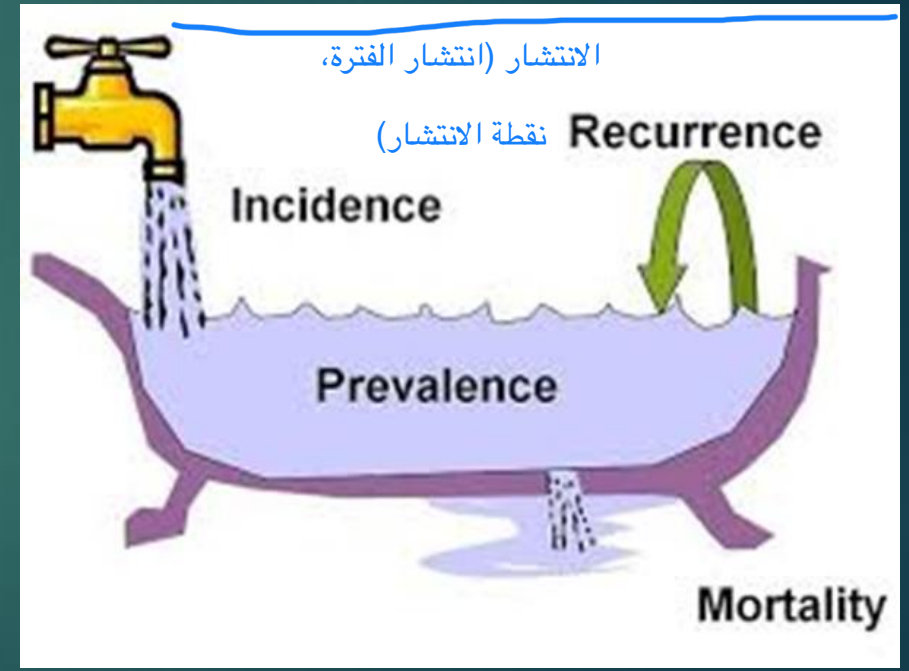 الانتشار (انتشار الفترة،
نقطة الانتشار)
Recurrence
Incidence
Prevalence
Mortality